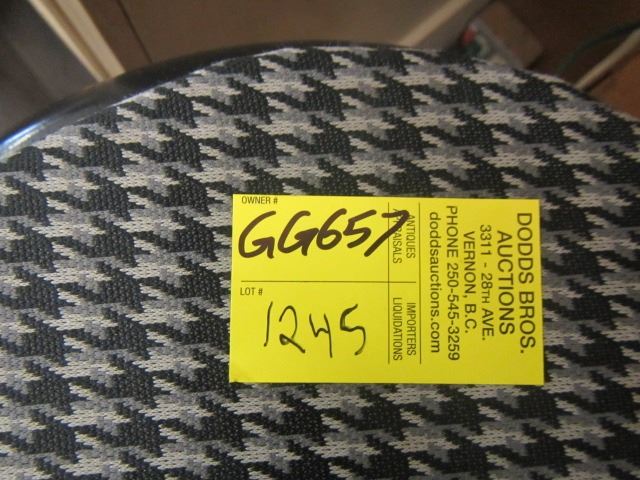 OWNER #
GG657
LOT #
1245
DODDS BROS.
AUCTIONS
3311 - 28TH AVE.
VERNON, B.C.
PHONE 250-545-3259
doddsauctions.com
ANTIQUES IMPORTERS
APPRAISALS LIQUIDATIONS